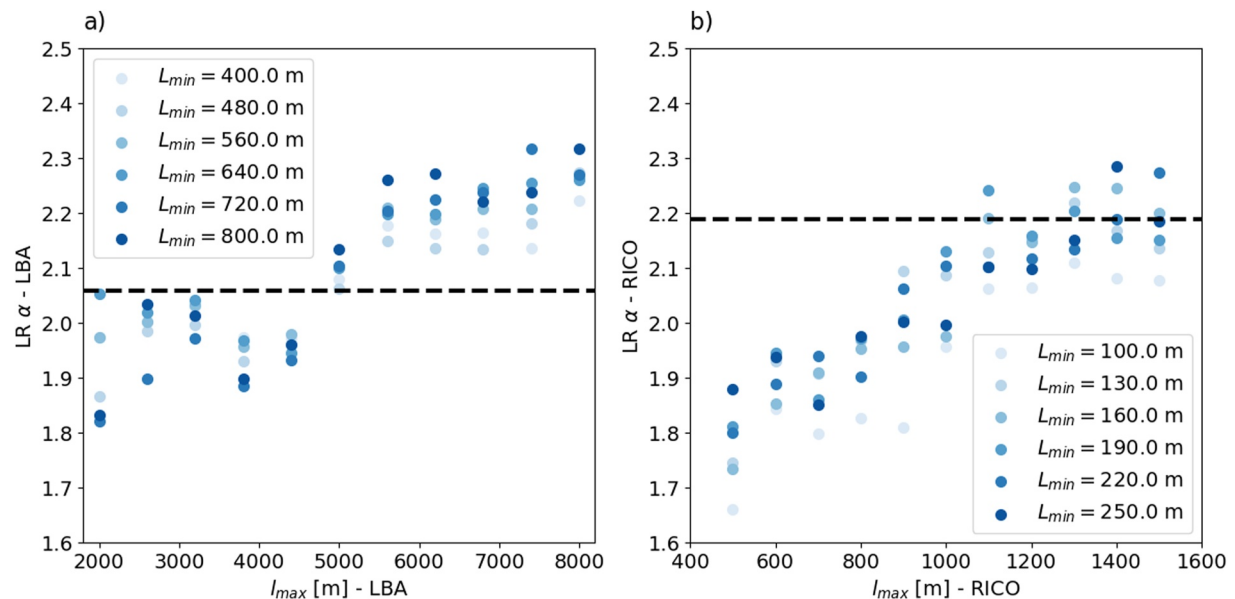 a)
LR α - LBA
2.5
2.4
2.3
2.2
2.1
2.0
1.9
1.8
1.7
1.6
L_min = 400.0 m
L_min = 480.0 m
L_min = 560.0 m
L_min = 640.0 m
L_min = 720.0 m
L_min = 800.0 m
2000 3000 4000 5000 6000 7000 8000
l_max [m] - LBA
b)
LR α - RICO
2.5
2.4
2.3
2.2
2.1
2.0
1.9
1.8
1.7
1.6
L_min = 100.0 m
L_min = 130.0 m
L_min = 160.0 m
L_min = 190.0 m
L_min = 220.0 m
L_min = 250.0 m
400 600 800 1000 1200 1400 1600
l_max [m] - RICO